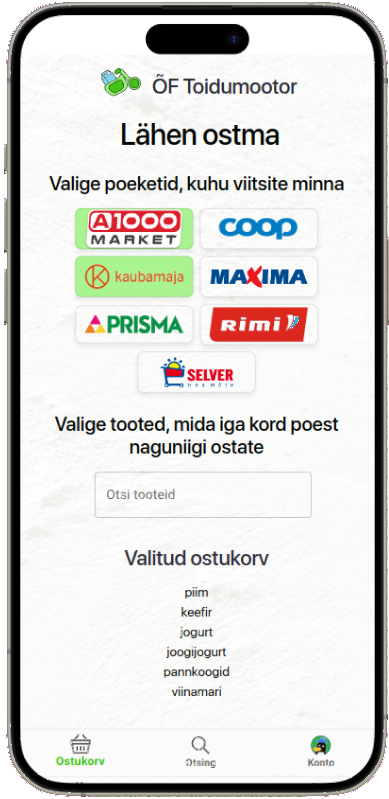 ÕF Toidumootor
Lähen ostma
Valige poeketid, kuhu viitsite minna
A1000
MARKET
coop
K kaubamaja
MAXIMA
PRISMA
RIMI
SELVER
Valige tooted, mida iga kord poest
naguniigi ostate
Otsi tooteid
Valitud ostukorv
piim
keefir
jogurt
joogijogurt
pannkoogid
viinamari
Ostukorv
Otsing
Konto